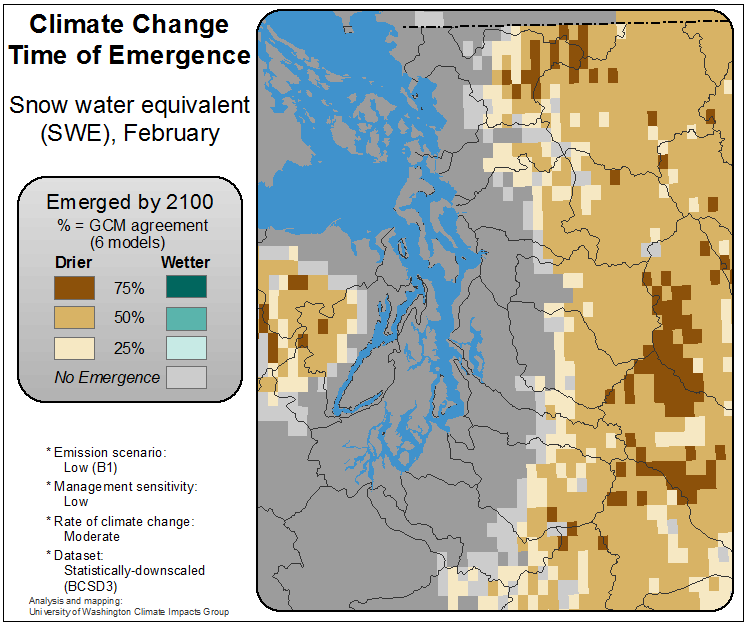 Climate Change
Time of Emergence
Snow water equivalent
(SWE), February
Emerged by 2100
% = GCM agreement
(6 models)
Drier Wetter
75%
50%
25%
No Emergence
* Emission scenario:
Low (B1)
* Management sensitivity:
Low
* Rate of climate change:
Moderate
* Dataset:
Statistically-downscaled
(BCSD3)
Analysis and mapping:
University of Washington Climate Impacts Group